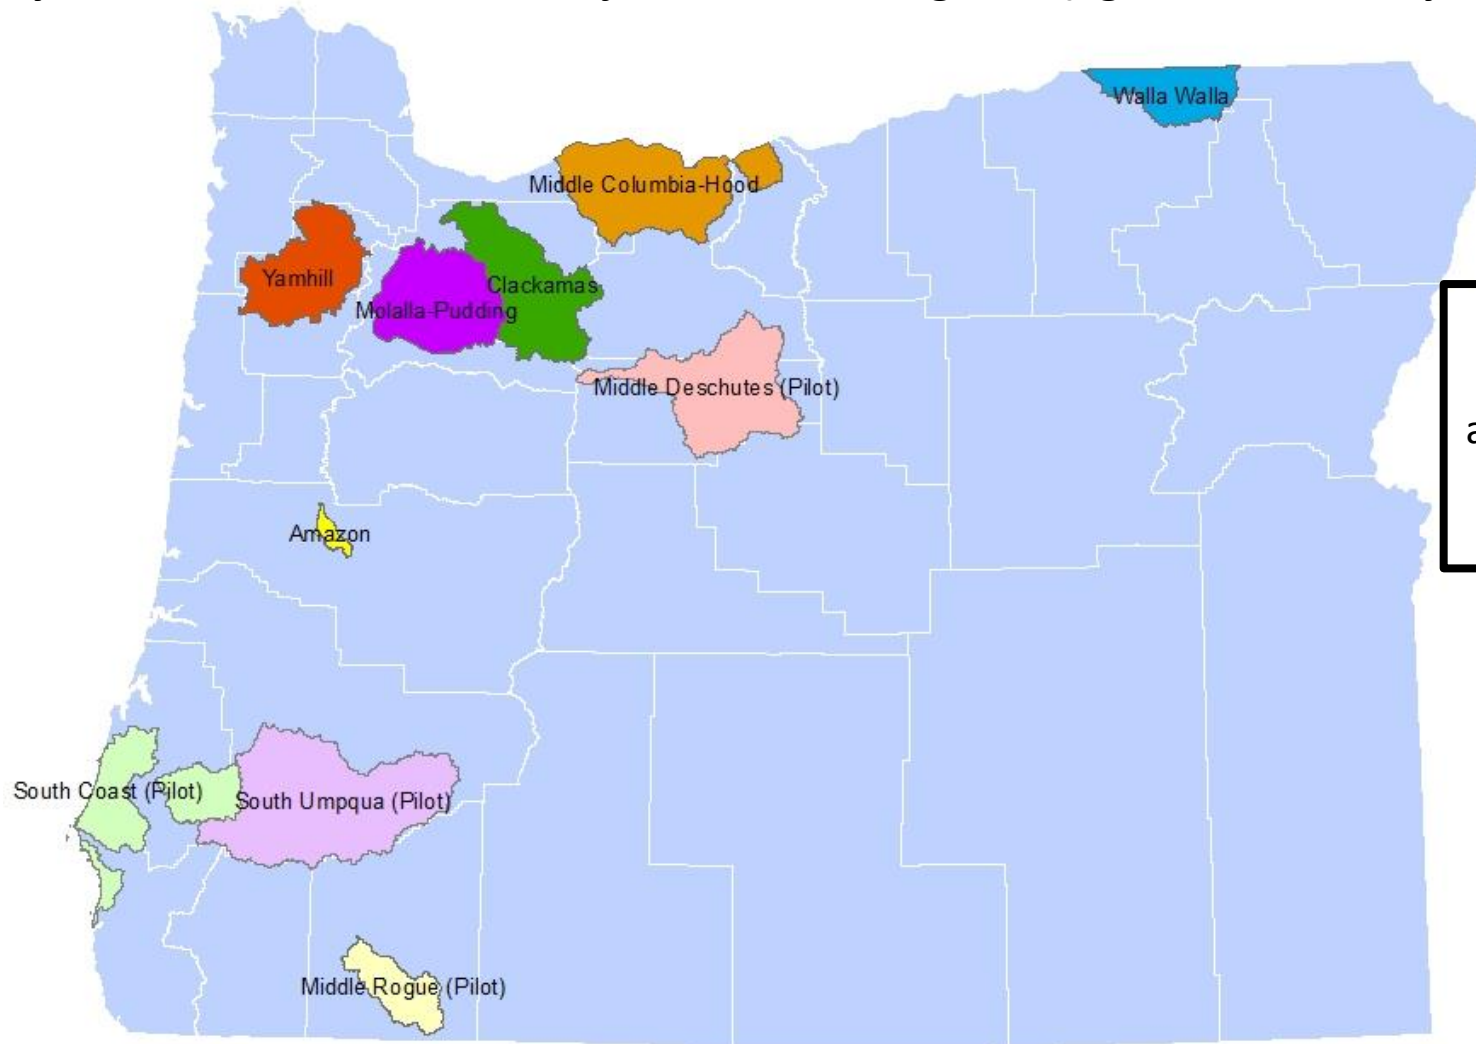 Walla Walla
Middle Columbia-Hood
Yamhill
Clackamas
Molalla-Pudding
Middle Deschutes (Pilot)
a
Amazon
South Coast (Pilot)
South Umpqua (Pilot)
Middle Rogue (Pilot)